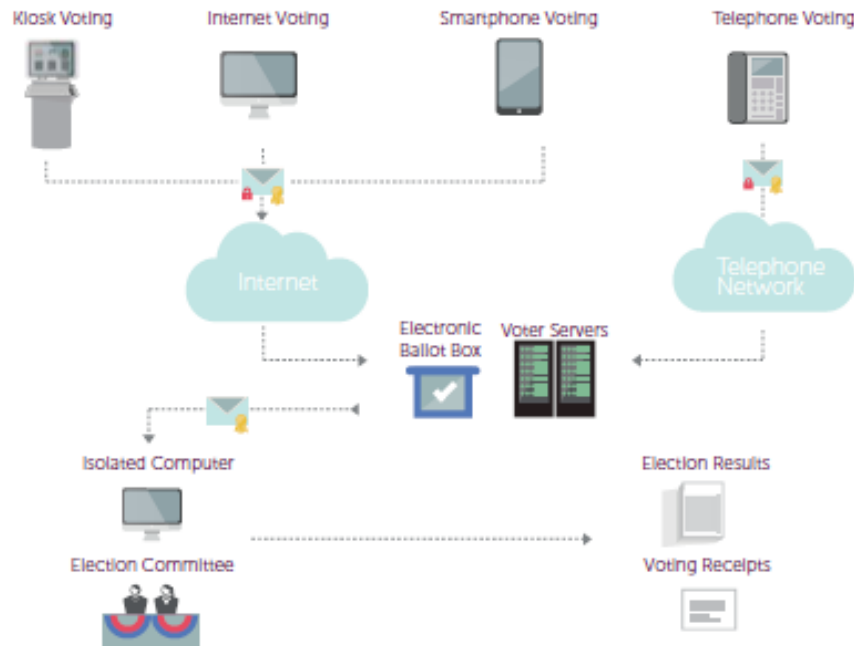 Kiosk Voting
Internet Voting
Smartphone Voting
Telephone Voting
Internet
Telephone
Network
Electronic
Ballot Box
Voter Servers
Isolated Computer
Election Results
Election Committee
Voting Receipts